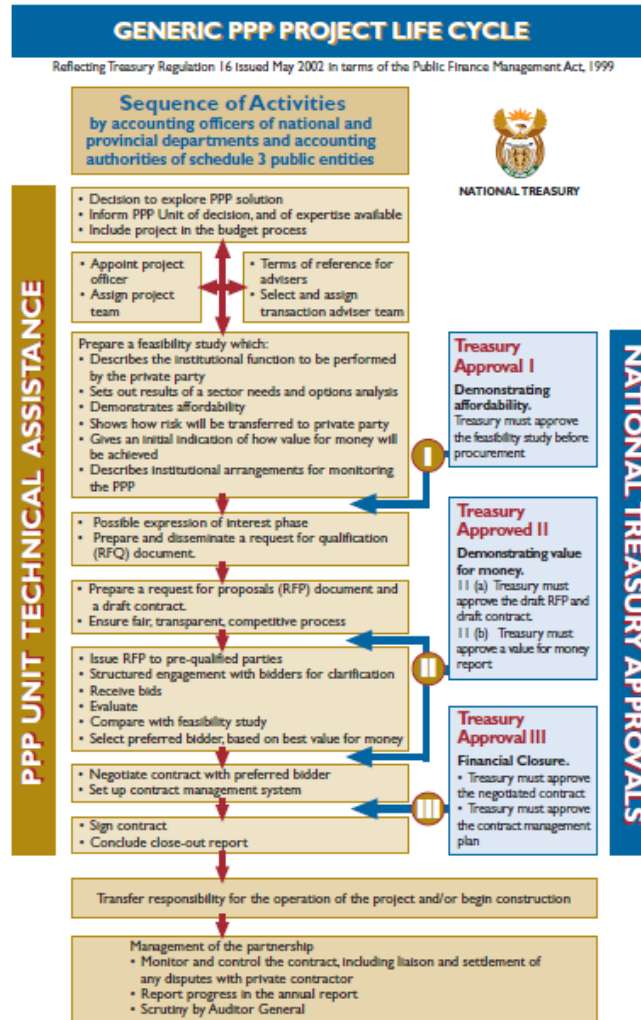 GENERIC PPP PROJECT LIFE CYCLE
Reflecting Treasury Regulation 16 issued May 2002 in terms of the Public Finance Management Act, 1999
Sequence of Activities
by accounting officers of national and
provincial departments and accounting
authorities of schedule 3 public entities
NATIONAL TREASURY
PPP UNIT TECHNICAL ASSISTANCE
• Decision to explore PPP solution
• Inform PPP Unit of decision, and of expertise available
• Include project in the budget process
• Appoint project
officer
• Assign project
team
• Terms of reference for
advisers
• Select and assign
transaction adviser team
Prepare a feasibility study which:
• Describes the institutional function to be performed
by the private party
• Sets out results of a sector needs and options analysis
• Demonstrates affordability
• Shows how risk will be transferred to private party
• Gives an initial indication of how value for money will
be achieved
• Describes institutional arrangements for monitoring
the PPP
• Possible expression of interest phase
• Prepare and disseminate a request for qualification
(RFQ) document.
• Prepare a request for proposals (RFP) document and
a draft contract.
• Ensure fair, transparent, competitive process
• Issue RFP to pre-qualified parties
• Structured engagement with bidders for clarification
• Receive bids
• Evaluate
• Compare with feasibility study
• Select preferred bidder, based on best value for money
• Negotiate contract with preferred bidder
• Set up contract management system
• Sign contract
• Conclude close-out report
Transfer responsibility for the operation of the project and/or begin construction
Management of the partnership
• Monitor and control the contract, including liaison and settlement of
any disputes with private contractor
• Report progress in the annual report
• Scrutiny by Auditor General
I
II
III
Treasury
Approval I
Demonstrating
affordability.
Treasury must approve
the feasibility study before
procurement
Treasury
Approved II
Demonstrating value
for money.
11 (a) Treasury must
approve the draft RFP and
draft contract.
11 (b) Treasury must
approve a value for money
report
Treasury
Approval III
Financial Closure.
• Treasury must approve
the negotiated contract
• Treasury must approve
the contract management
plan
NATIONAL TREASURY APPROVALS